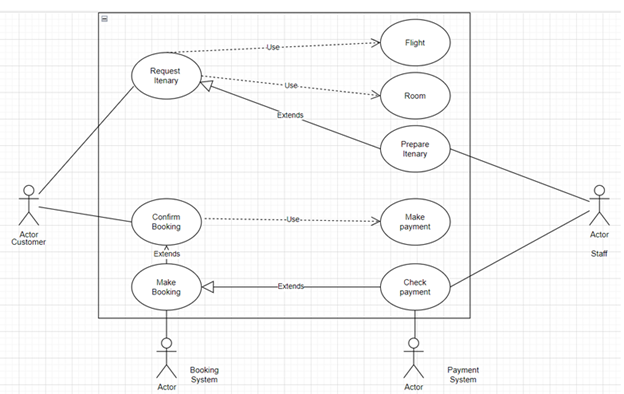 Use
Flight
Request
Itenary
Use
Room
Extends
Prepare
Itenary
Confirm
Booking
Use
Make
payment
Actor
Customer
Actor
Staff
Extends
Make
Booking
Extends
Check
payment
Booking
System
Actor
Payment
System
Actor